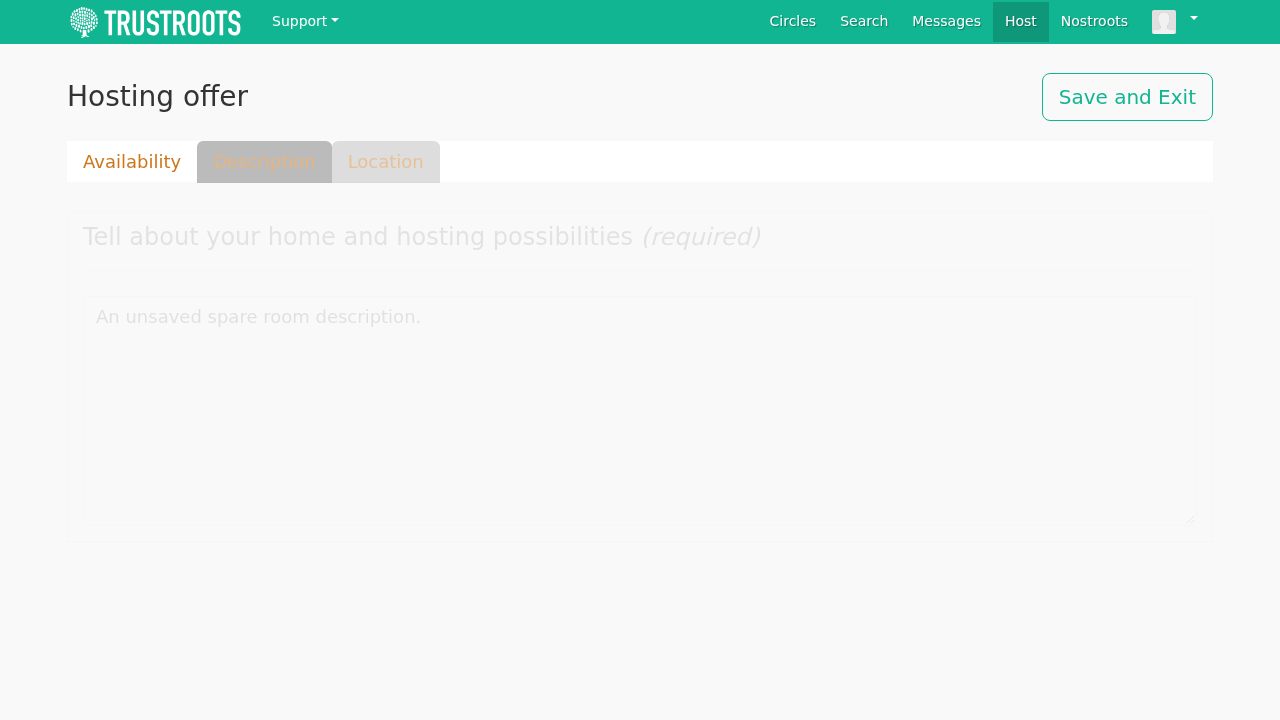 TRUSTROOTS Support Circles Search Messages Host Nostroots
Hosting offer Save and Exit
Availability Description Location
Tell about your home and hosting possibilities (required)
An unsaved spare room description.